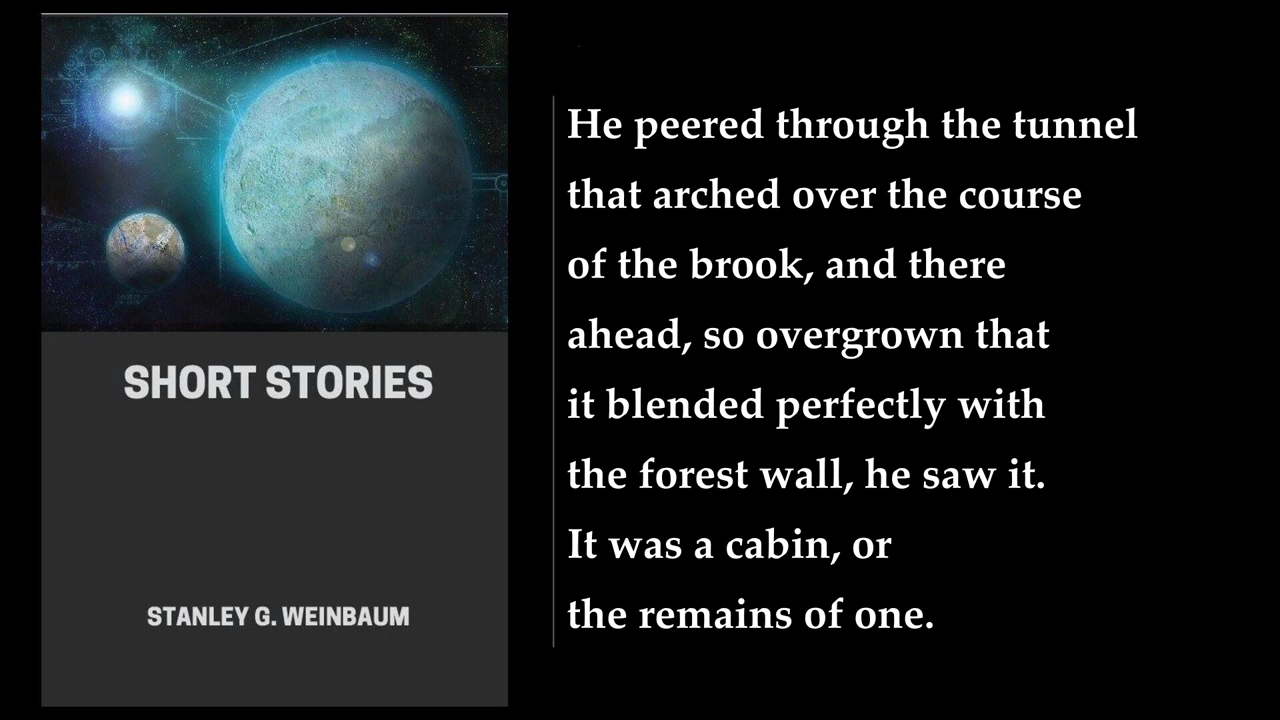 SHORT STORIES
STANLEY G. WEINBAUM
He peered through the tunnel
that arched over the course
of the brook, and there
ahead, so overgrown that
it blended perfectly with
the forest wall, he saw it.
It was a cabin, or
the remains of one.